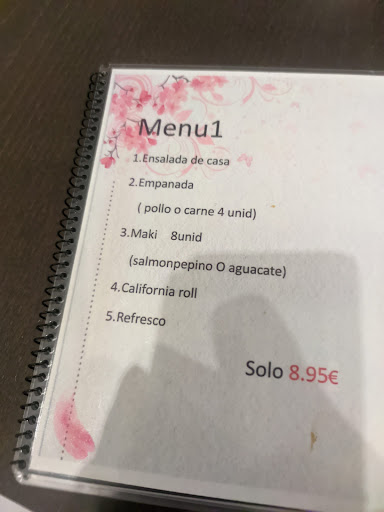 Menu1
1.Ensalada de casa
2.Empanada
( pollo o carne 4 unid)
3.Maki 8unid
(salmonpepino O aguacate)
4.California roll
5.Refresco
Solo 8.95€